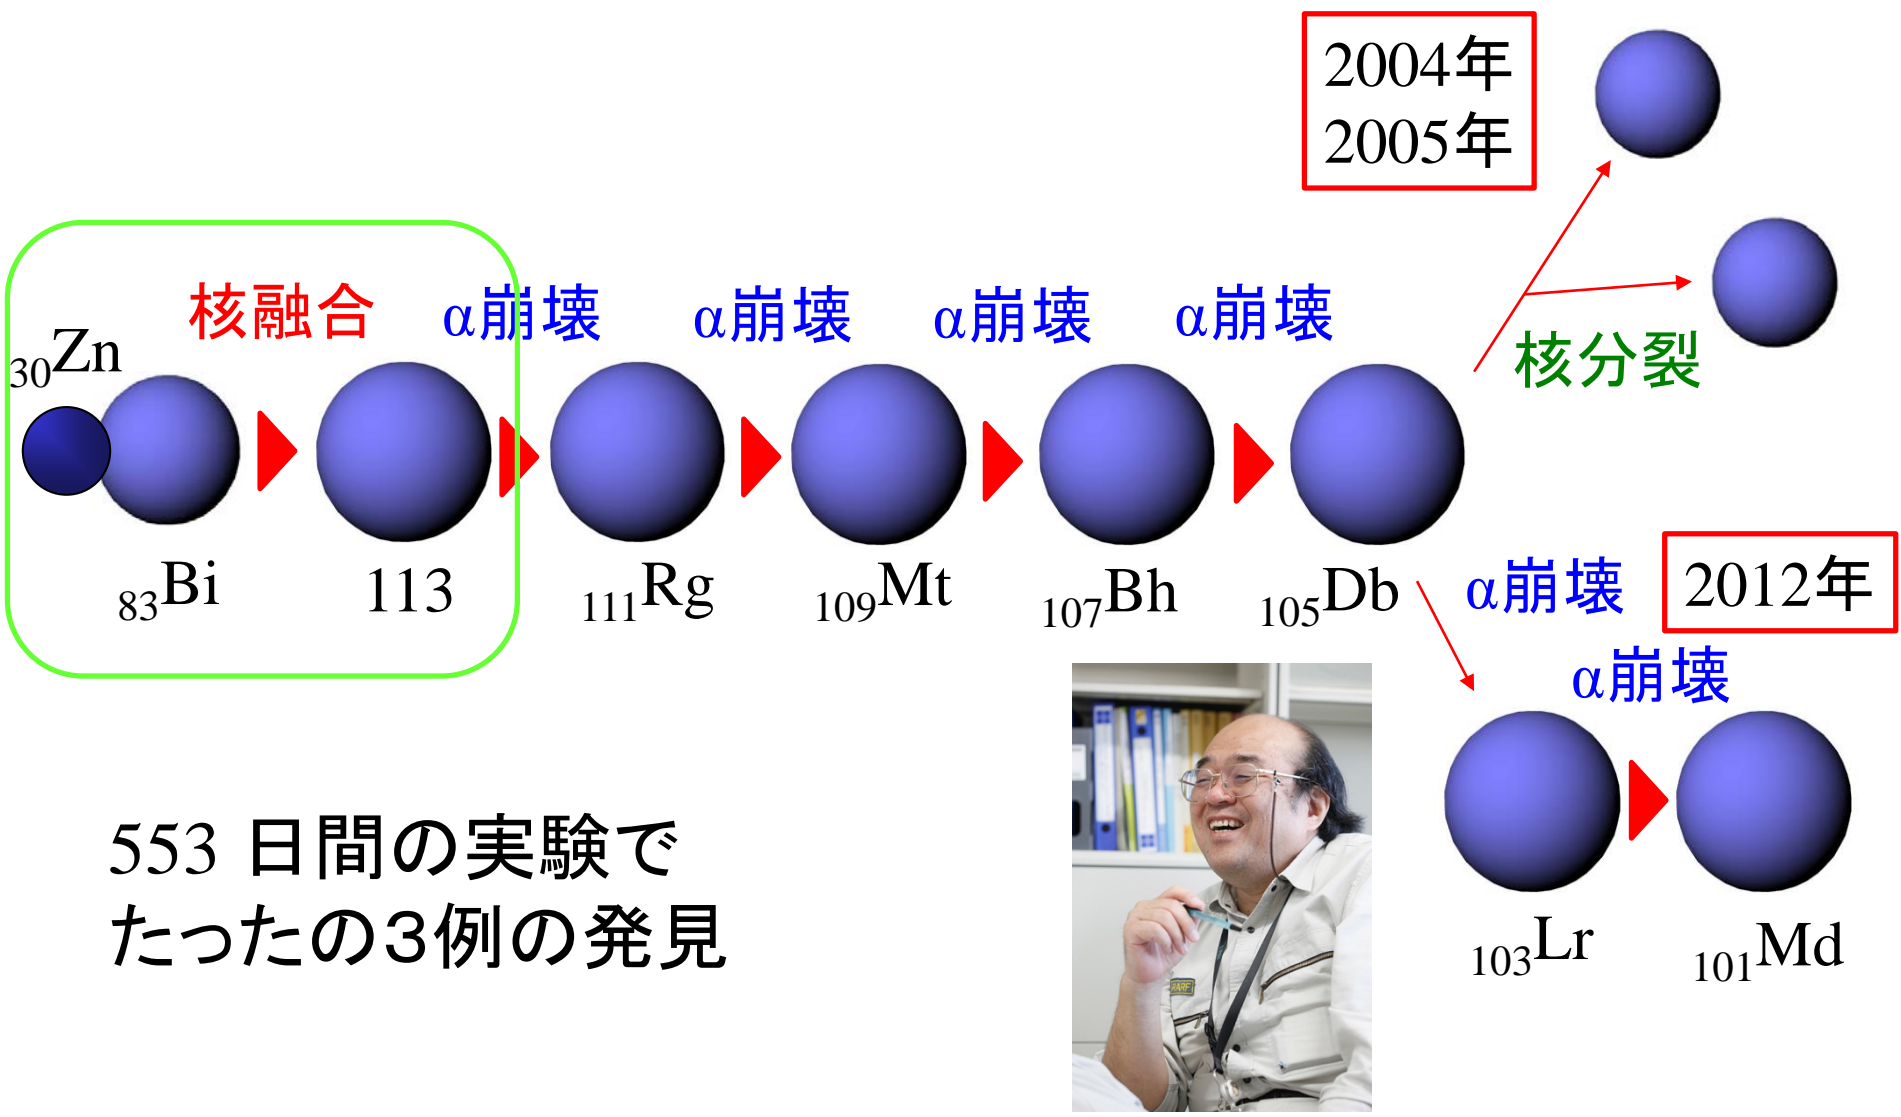 2004年
2005年
核融合
α崩壊
α崩壊
α崩壊
α崩壊
30Zn
核分裂
83Bi
113
111Rg
109Mt
107Bh
105Db
α崩壊
2012年
α崩壊
553 日間の実験で
たったの3例の発見
103Lr
101Md
RARF